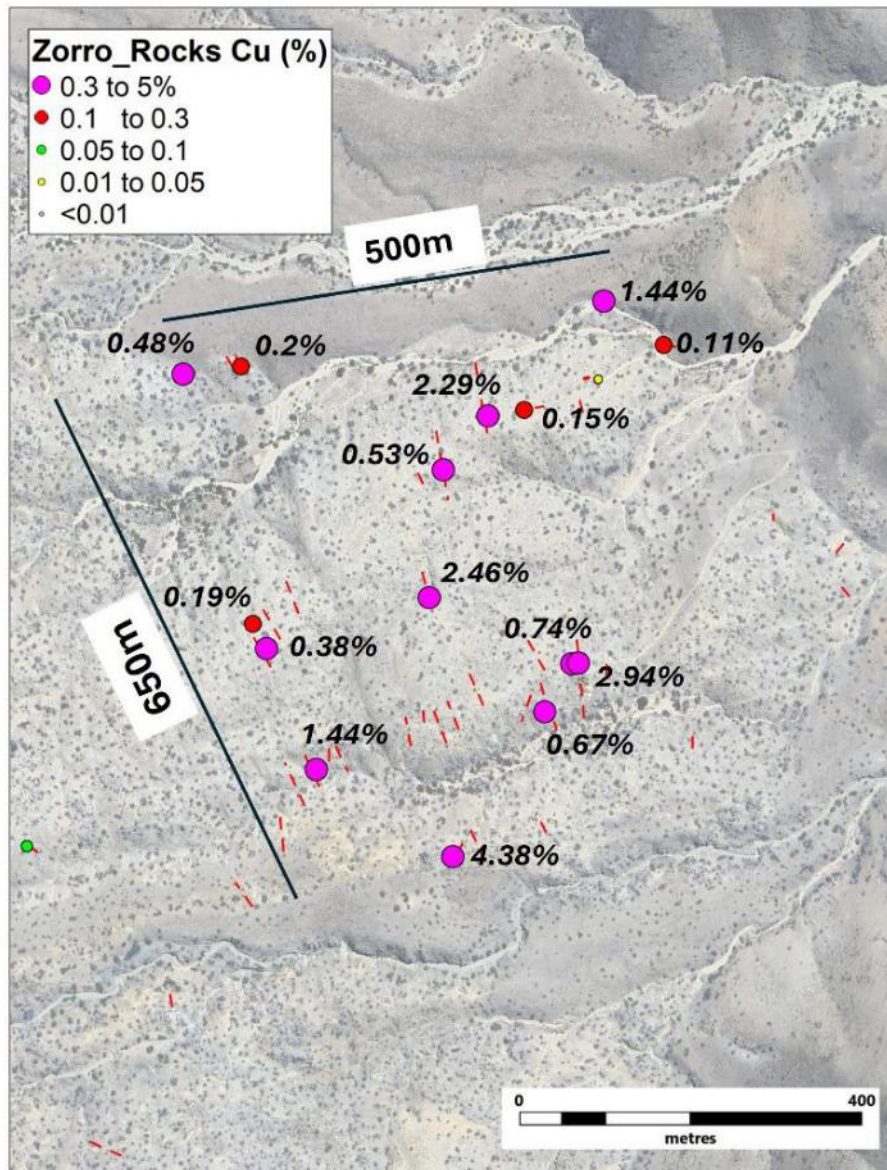 Zorro_Rocks Cu (%)
0.3 to 5%
0.1 to 0.3
0.05 to 0.1
0.01 to 0.05
<0.01
500m
1.44%
0.48%
0.2%
0.11%
2.29%
0.15%
0.53%
2.46%
0.19%
0.74%
0.38%
2.94%
650m
0.67%
1.44%
4.38%
0 400
metres